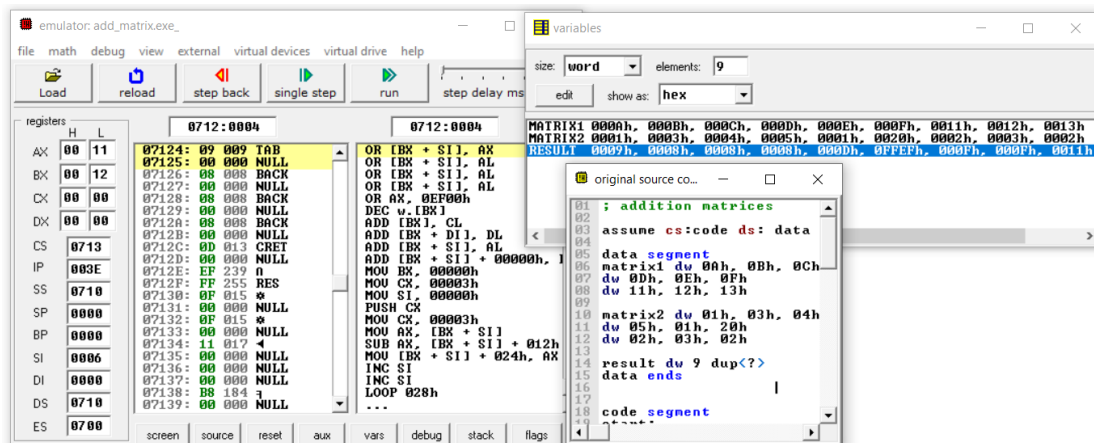 emulator: add_matrix.exe_
file math debug view external virtual devices virtual drive help
Load reload step back single step run step delay ms
registers
H L
AX 00 11
BX 00 12
CX 00 00
DX 00 00
CS 0713
IP 003E
SS 0710
SP 0000
BP 0000
SI 0006
DI 0000
DS 0710
ES 0700
0712:0004
07124: 09 009 TAB
07125: 00 000 NULL
07126: 08 008 BACK
07127: 00 000 NULL
07128: 08 008 BACK
07129: 00 000 NULL
0712A: 08 008 BACK
0712B: 00 000 NULL
0712C: 0D 013 CRET
0712D: 00 000 NULL
0712E: EF 239 ∩
0712F: FF 255 RES
07130: 0F 015 ☼
07131: 00 000 NULL
07132: 0F 015 ☼
07133: 00 000 NULL
07134: 11 017 ◄
07135: 00 000 NULL
07136: 00 000 NULL
07137: 00 000 NULL
07138: B8 184 ╕
07139: 00 000 NULL
0712:0004
OR [BX + SI], AX
OR [BX + SI], AL
OR [BX + SI], AL
OR [BX + SI], AL
OR AX, 0EF00h
DEC w.[BX]
ADD [BX], CL
ADD [BX + DI], DL
ADD [BX + SI], AL
ADD [BX + SI] + 00000h,
MOV BX, 00000h
MOV CX, 00003h
MOV SI, 00000h
PUSH CX
MOV CX, 00003h
MOV AX, [BX + SI]
SUB AX, [BX + SI] + 012h
MOV [BX + SI] + 024h, AX
INC SI
INC SI
LOOP 028h
...
screen source reset aux vars debug stack flags
variables
size: word elements: 9
edit show as: hex
MATRIX1 000Ah, 000Bh, 000Ch, 000Dh, 000Eh, 000Fh, 0011h, 0012h, 0013h
MATRIX2 0001h, 0003h, 0004h, 0005h, 0001h, 0020h, 0002h, 0003h, 0002h
RESULT 0009h, 0008h, 0008h, 0008h, 000Dh, 0FFEFh, 000Fh, 000Fh, 0011h
original source co...
01 ; addition matrices
02
03 assume cs:code ds: data
04
05 data segment
06 matrix1 dw 0Ah, 0Bh, 0Ch
07 dw 0Dh, 0Eh, 0Fh
08 dw 11h, 12h, 13h
09
10 matrix2 dw 01h, 03h, 04h
11 dw 05h, 01h, 20h
12 dw 02h, 03h, 02h
13
14 result dw 9 dup(?)
15 data ends
16
17
18 code segment
19 start: